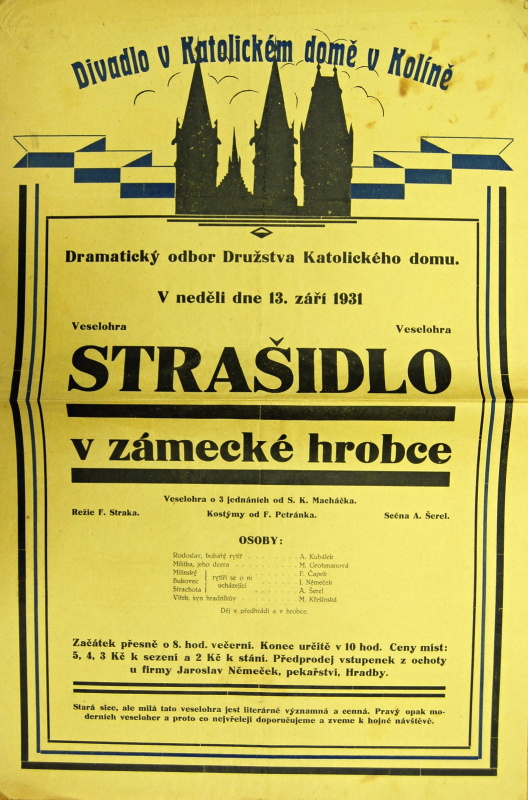 Divadlo v Katolickém domě v Kolíně
Dramatický odbor Družstva Katolického domu.
V neděli dne 13. září 1931
Veselohra Veselohra
STRAŠIDLO
v zámecké hrobce
Veselohra o 3 jednáních od S. K. Macháčka.
Režie F. Straka. Kostýmy od F. Petránka. Scéna A. Šerel.
OSOBY:
Rodoslav, bohatý rytíř . . . . . . . . . A. Kubálek
Militka, jeho dcera . . . . . . . . . M. Grohmanová
Milinský F. Čapek
Bukovec rytíři se o ni ucházející I. Němeček
Strachota A. Šerel
Vítek, syn hradníkův . . . . . . . . . M. Křešinská
Děj v předhradí a v hrobce.
Začátek přesně o 8. hod. večerní. Konec určitě v 10 hod. Ceny míst:
5, 4, 3 Kč k sezení a 2 Kč k stání. Předprodej vstupenek z ochoty
u firmy Jaroslav Němeček, pekařství, Hradby.
Stará sice, ale milá tato veselohra jest literárně významná a cenná. Pravý opak mo-
derních veseloher a proto co nejvřeleji doporučujeme a zveme k hojné návštěvě.